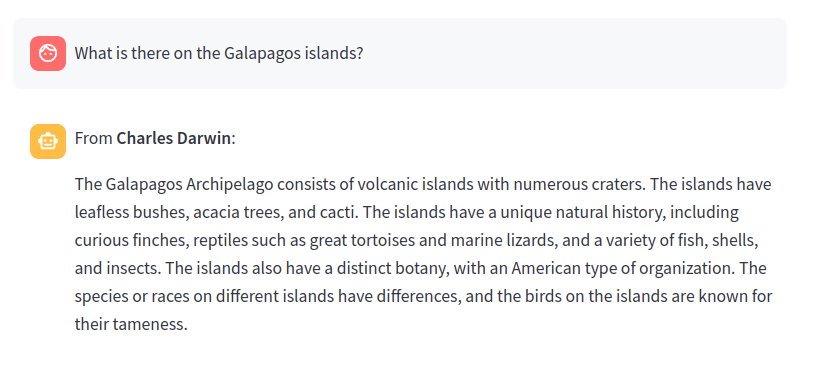 What is there on the Galapagos islands?
From Charles Darwin:
The Galapagos Archipelago consists of volcanic islands with numerous craters. The islands have
leafless bushes, acacia trees, and cacti. The islands have a unique natural history, including
curious finches, reptiles such as great tortoises and marine lizards, and a variety of fish, shells,
and insects. The islands also have a distinct botany, with an American type of organization. The
species or races on different islands have differences, and the birds on the islands are known for
their tameness.